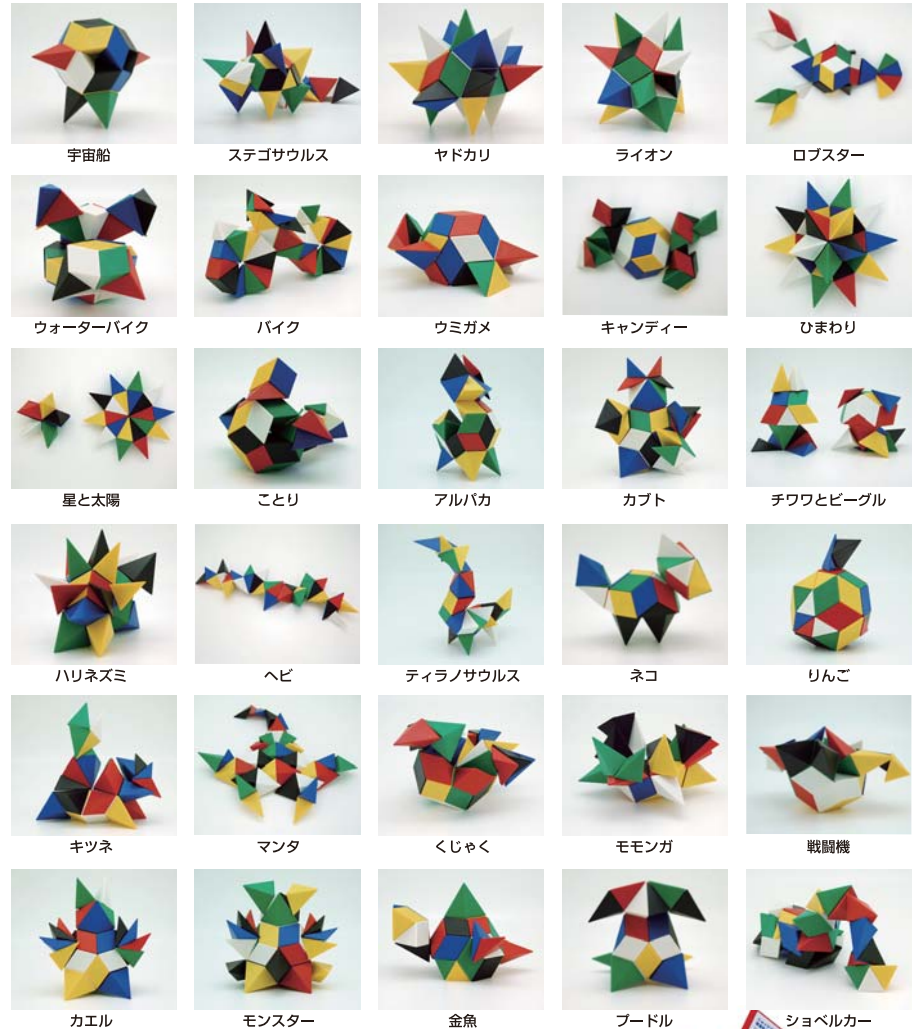 宇宙船
ステゴサウルス
ヤドカリ
ライオン
ロブスター
ウォーターバイク
バイク
ウミガメ
キャンディー
ひまわり
星と太陽
ことり
アルパカ
カブト
チワワとビーグル
ハリネズミ
ヘビ
ティラノサウルス
ネコ
りんご
キツネ
マンタ
くじゃく
モモンガ
戦闘機
カエル
モンスター
金魚
プードル
ショベルカー